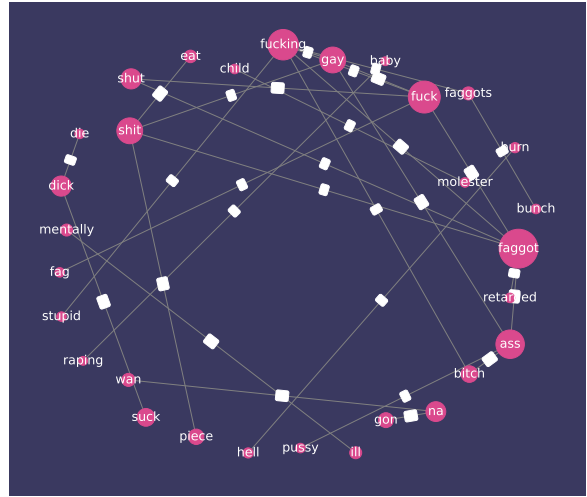 fucking
gay
eat
baby
child
shut
fuck
faggots
shit
die
burn
molester
dick
bunch
mentally
faggot
fag
retarded
stupid
ass
raping
bitch
wan
na
suck
gon
piece
pussy
hell
ill